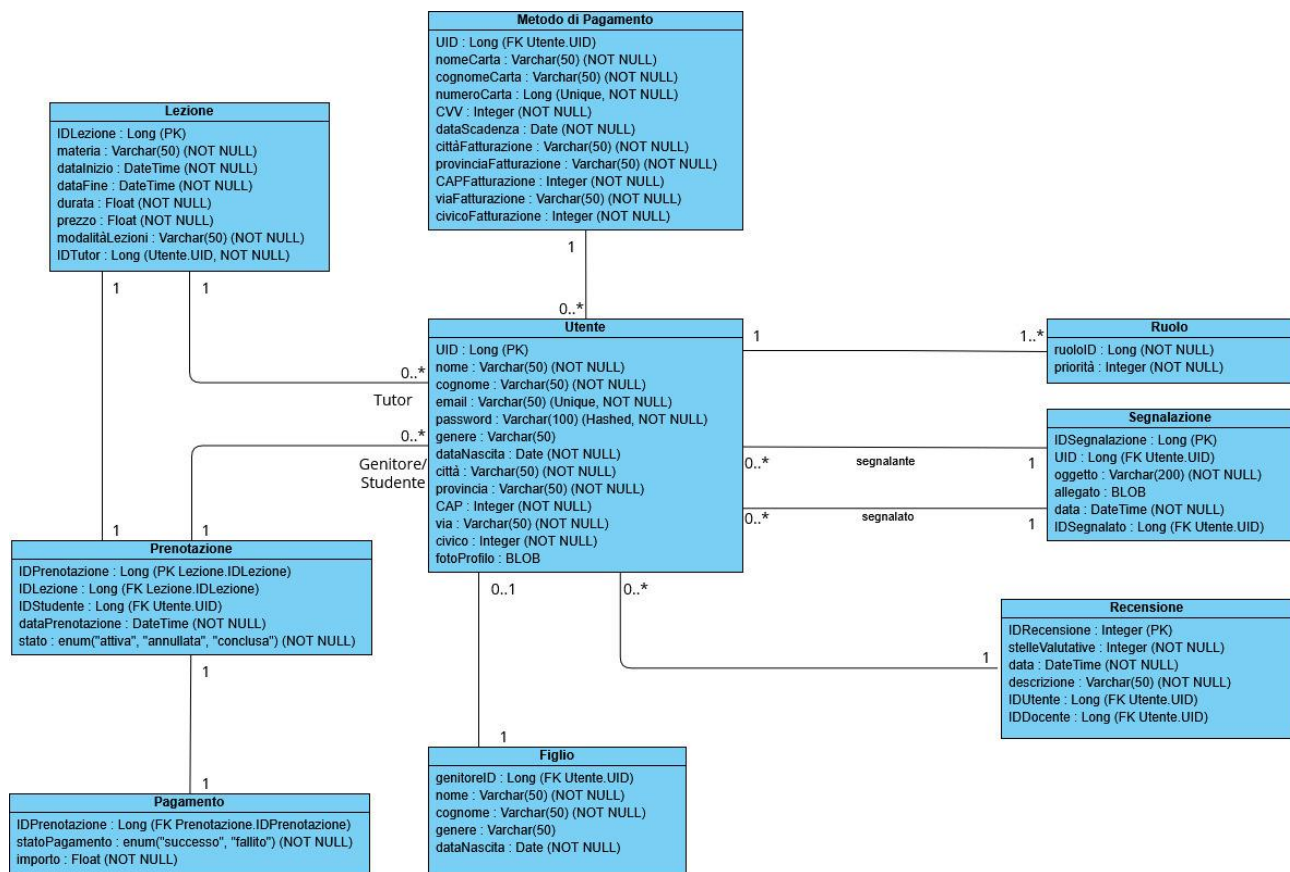 Metodo di Pagamento
UID : Long (FK Utente.UID)
nomeCarta : Varchar(50) (NOT NULL)
cognomeCarta : Varchar(50) (NOT NULL)
numeroCarta : Long (Unique, NOT NULL)
CVV : Integer (NOT NULL)
dataScadenza : Date (NOT NULL)
cittàFatturazione : Varchar(50) (NOT NULL)
provinciaFatturazione : Varchar(50) (NOT NULL)
CAPFatturazione : Integer (NOT NULL)
viaFatturazione : Varchar(50) (NOT NULL)
civicoFatturazione : Integer (NOT NULL)
1
0..*
Lezione
IDLezione : Long (PK)
materia : Varchar(50) (NOT NULL)
dataInizio : DateTime (NOT NULL)
dataFine : DateTime (NOT NULL)
durata : Float (NOT NULL)
prezzo : Float (NOT NULL)
modalitàLezioni : Varchar(50) (NOT NULL)
IDTutor : Long (Utente.UID, NOT NULL)
1
1
0..*
Tutor
0..*
Genitore/
Studente
1
1
Utente
UID : Long (PK)
nome : Varchar(50) (NOT NULL)
cognome : Varchar(50) (NOT NULL)
email : Varchar(50) (Unique, NOT NULL)
password : Varchar(100) (Hashed, NOT NULL)
genere : Varchar(50)
dataNascita : Date (NOT NULL)
città : Varchar(50) (NOT NULL)
provincia : Varchar(50) (NOT NULL)
CAP : Integer (NOT NULL)
via : Varchar(50) (NOT NULL)
civico : Integer (NOT NULL)
fotoProfilo : BLOB
1
1..*
Ruolo
ruoloID : Long (NOT NULL)
priorità : Integer (NOT NULL)
0..*
segnalante
1
0..*
segnalato
1
Segnalazione
IDSegnalazione : Long (PK)
UID : Long (FK Utente.UID)
oggetto : Varchar(200) (NOT NULL)
allegato : BLOB
data : DateTime (NOT NULL)
IDSegnalato : Long (FK Utente.UID)
Prenotazione
IDPrenotazione : Long (PK Lezione.IDLezione)
IDLezione : Long (FK Lezione.IDLezione)
IDStudente : Long (FK Utente.UID)
dataPrenotazione : DateTime (NOT NULL)
stato : enum("attiva", "annullata", "conclusa") (NOT NULL)
1
1
0..1
0..*
1
1
Recensione
IDRecensione : Integer (PK)
stelleValutative : Integer (NOT NULL)
data : DateTime (NOT NULL)
descrizione : Varchar(50) (NOT NULL)
IDUtente : Long (FK Utente.UID)
IDDocente : Long (FK Utente.UID)
Figlio
genitoreID : Long (FK Utente.UID)
nome : Varchar(50) (NOT NULL)
cognome : Varchar(50) (NOT NULL)
genere : Varchar(50)
dataNascita : Date (NOT NULL)
Pagamento
IDPrenotazione : Long (FK Prenotazione.IDPrenotazione)
statoPagamento : enum("successo", "fallito") (NOT NULL)
importo : Float (NOT NULL)